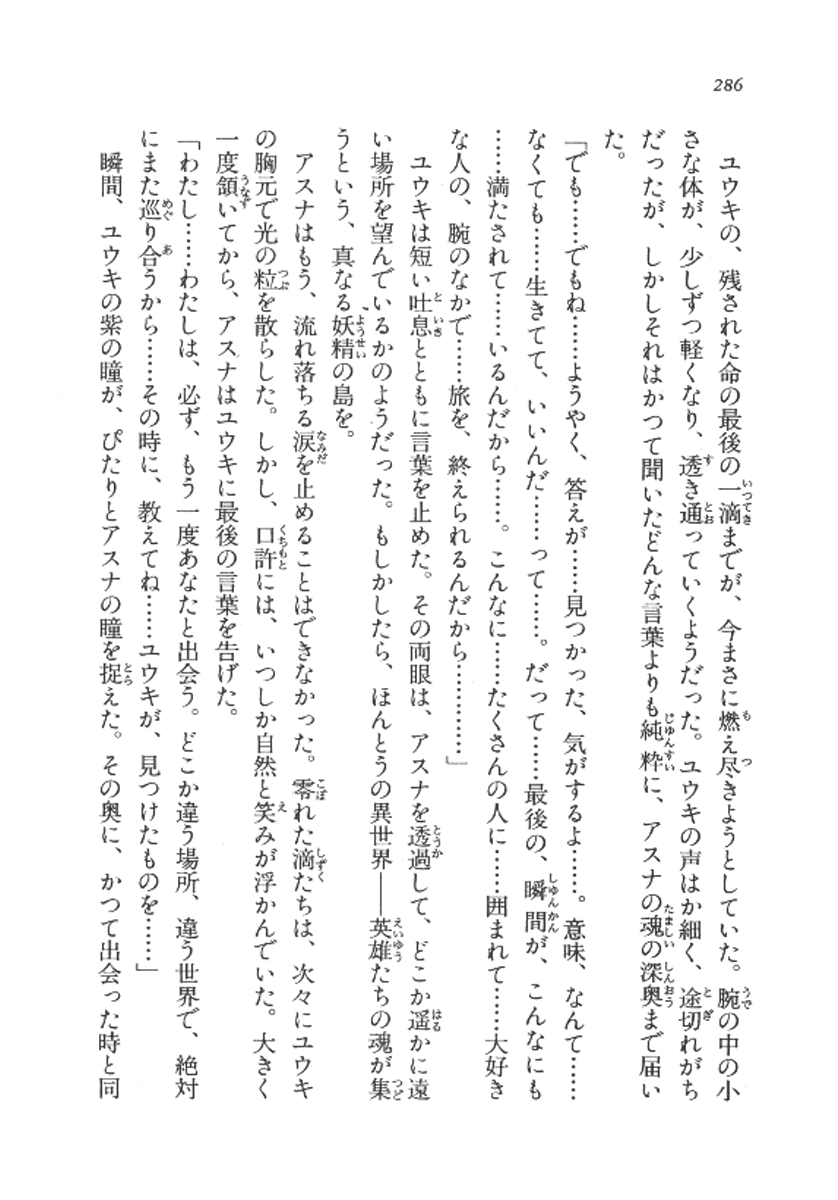 286
ユウキの、残された命の最後の一滴までが、今まさに燃え尽きようとしていた。腕の中の小
さな体が、少しずつ軽くなり、透き通っていくようだった。ユウキの声はか細く、途切れがち
だったが、しかしそれはかつて聞いたどんな言葉よりも純粋に、アスナの魂の深奥まで届い
た。
「でも……でもね……ようやく、答えが……見つかった、気がするよ……。意味、なんて……
なくても……生きてて、いいんだ……って……。だって……最後の、瞬間が、こんなにも
……満たされて……いるんだから……。こんなに……たくさんの人に……囲まれて……大好き
な人の、腕のなかで……旅を、終えられるんだから…………」
ユウキは短い吐息とともに言葉を止めた。その両眼は、アスナを透過して、どこか遥かに遠
い場所を望んでいるかのようだった。もしかしたら、ほんとうの異世界――英雄たちの魂が集
うという、真なる妖精の島を。
アスナはもう、流れ落ちる涙を止めることはできなかった。零れた滴たちは、次々にユウキ
の胸元で光の粒を散らした。しかし、口許には、いつしか自然と笑みが浮かんでいた。大きく
一度頷いてから、アスナはユウキに最後の言葉を告げた。
「わたし……わたしは、必ず、もう一度あなたと出会う。どこか違う場所、違う世界で、絶対
にまた巡り合うから……その時に、教えてね……ユウキが、見つけたものを……」
瞬間、ユウキの紫の瞳が、ぴたりとアスナの瞳を捉えた。その奥に、かつて出会った時と同